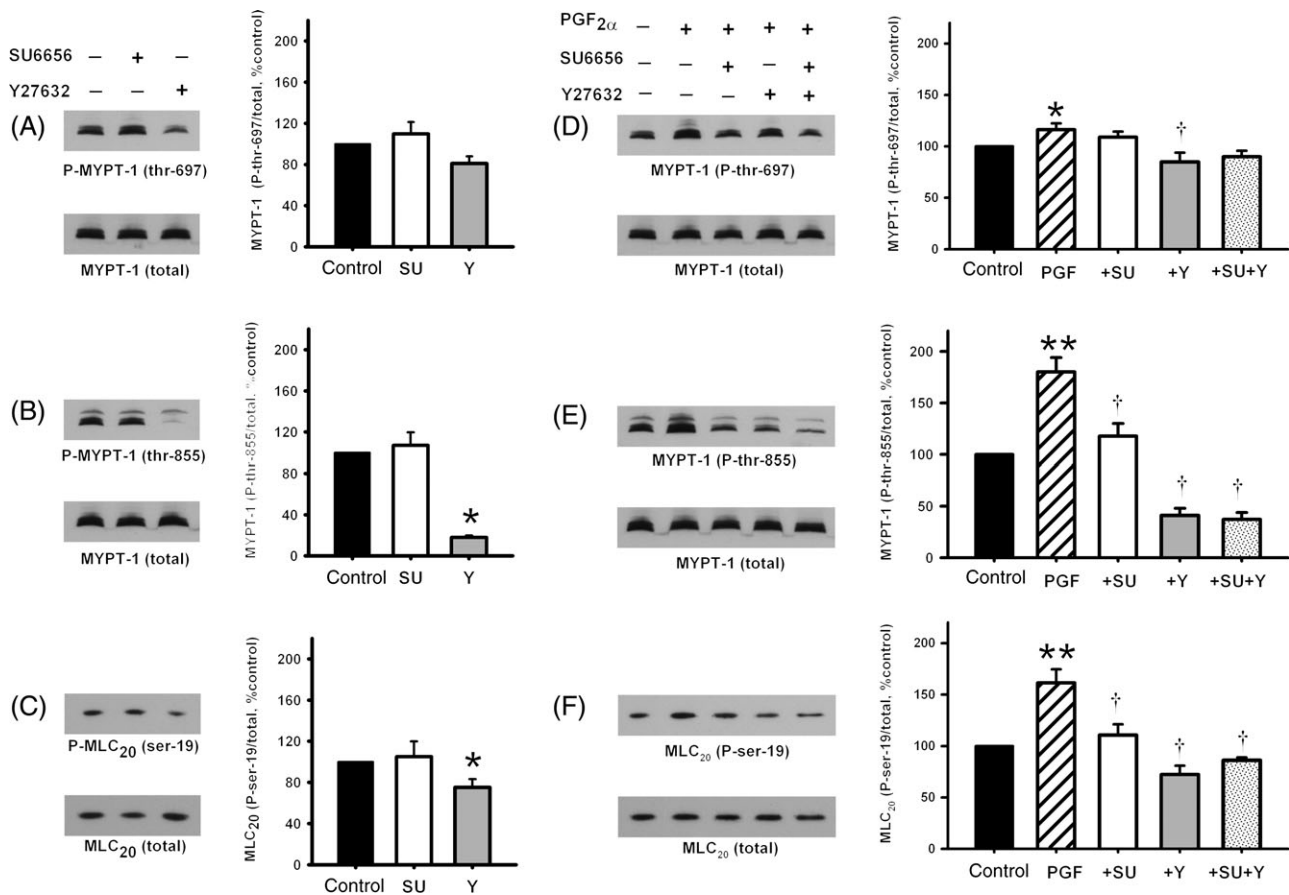 SU6656 – + –
Y27632 – – +
(A)
P-MYPT-1 (thr-697)
MYPT-1 (total)
MYPT-1 (P-thr-697/total, %control)
200
160
120
80
40
0
Control SU Y
PGF2α – + + + +
SU6656 – – + – +
Y27632 – – – + +
(D)
MYPT-1 (P-thr-697)
MYPT-1 (total)
MYPT-1 (P-thr-697/total, %control)
200
150
100
50
0
* †
Control PGF +SU +Y +SU+Y
(B)
P-MYPT-1 (thr-855)
MYPT-1 (total)
MYPT-1 (P-thr-855/total, %control)
200
160
120
80
40
0
*
Control SU Y
(E)
MYPT-1 (P-thr-855)
MYPT-1 (total)
MYPT-1 (P-thr-855/total, %control)
200
150
100
50
0
** † † †
Control PGF +SU +Y +SU+Y
(C)
P-MLC20 (ser-19)
MLC20 (total)
MLC20 (P-ser-19/total, %control)
200
160
120
80
40
0
*
Control SU Y
(F)
MLC20 (P-ser-19)
MLC20 (total)
MLC20 (P-ser-19/total, %control)
200
150
100
50
0
** † † †
Control PGF +SU +Y +SU+Y